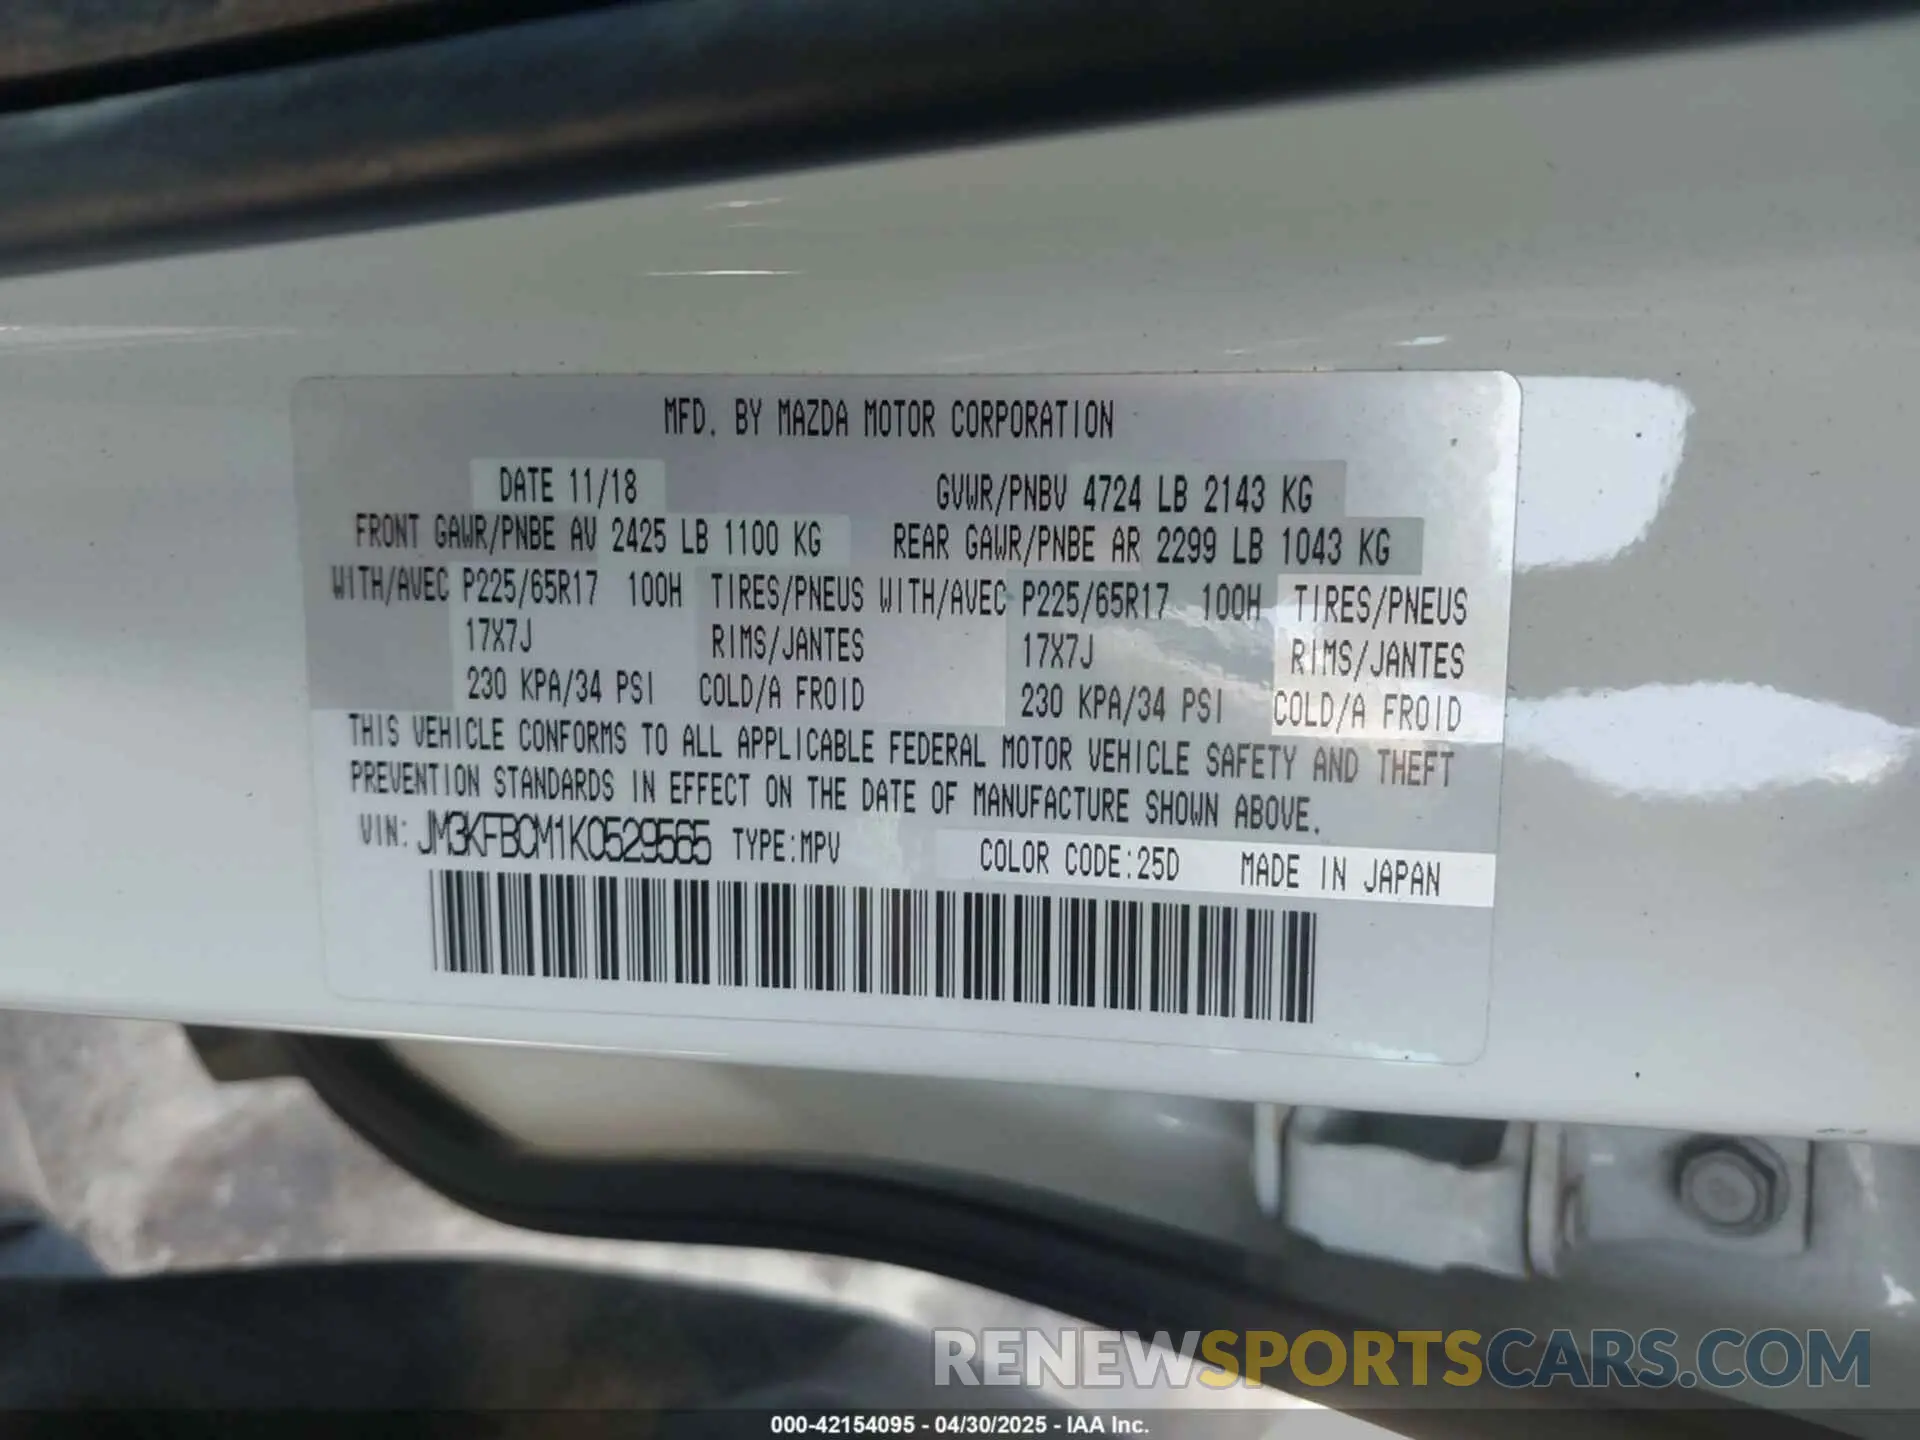 MFD. BY MAZDA MOTOR CORPORATION
DATE 11/18 GVWR/PNBV 4724 LB 2143 KG
FRONT GAWR/PNBE AV 2425 LB 1100 KG REAR GAWR/PNBE AR 2299 LB 1043 KG
WITH/AVEC P225/65R17 100H TIRES/PNEUS WITH/AVEC P225/65R17 100H TIRES/PNEUS
17X7J RIMS/JANTES 17X7J RIMS/JANTES
230 KPA/34 PSI COLD/A FROID 230 KPA/34 PSI COLD/A FROID
THIS VEHICLE CONFORMS TO ALL APPLICABLE FEDERAL MOTOR VEHICLE SAFETY AND THEFT
PREVENTION STANDARDS IN EFFECT ON THE DATE OF MANUFACTURE SHOWN ABOVE.
VIN: JM3KFBCM1K0529565 TYPE:MPV COLOR CODE:25D MADE IN JAPAN
RENEWSPORTSCARS.COM
000-42154095 - 04/30/2025 - IAA Inc.